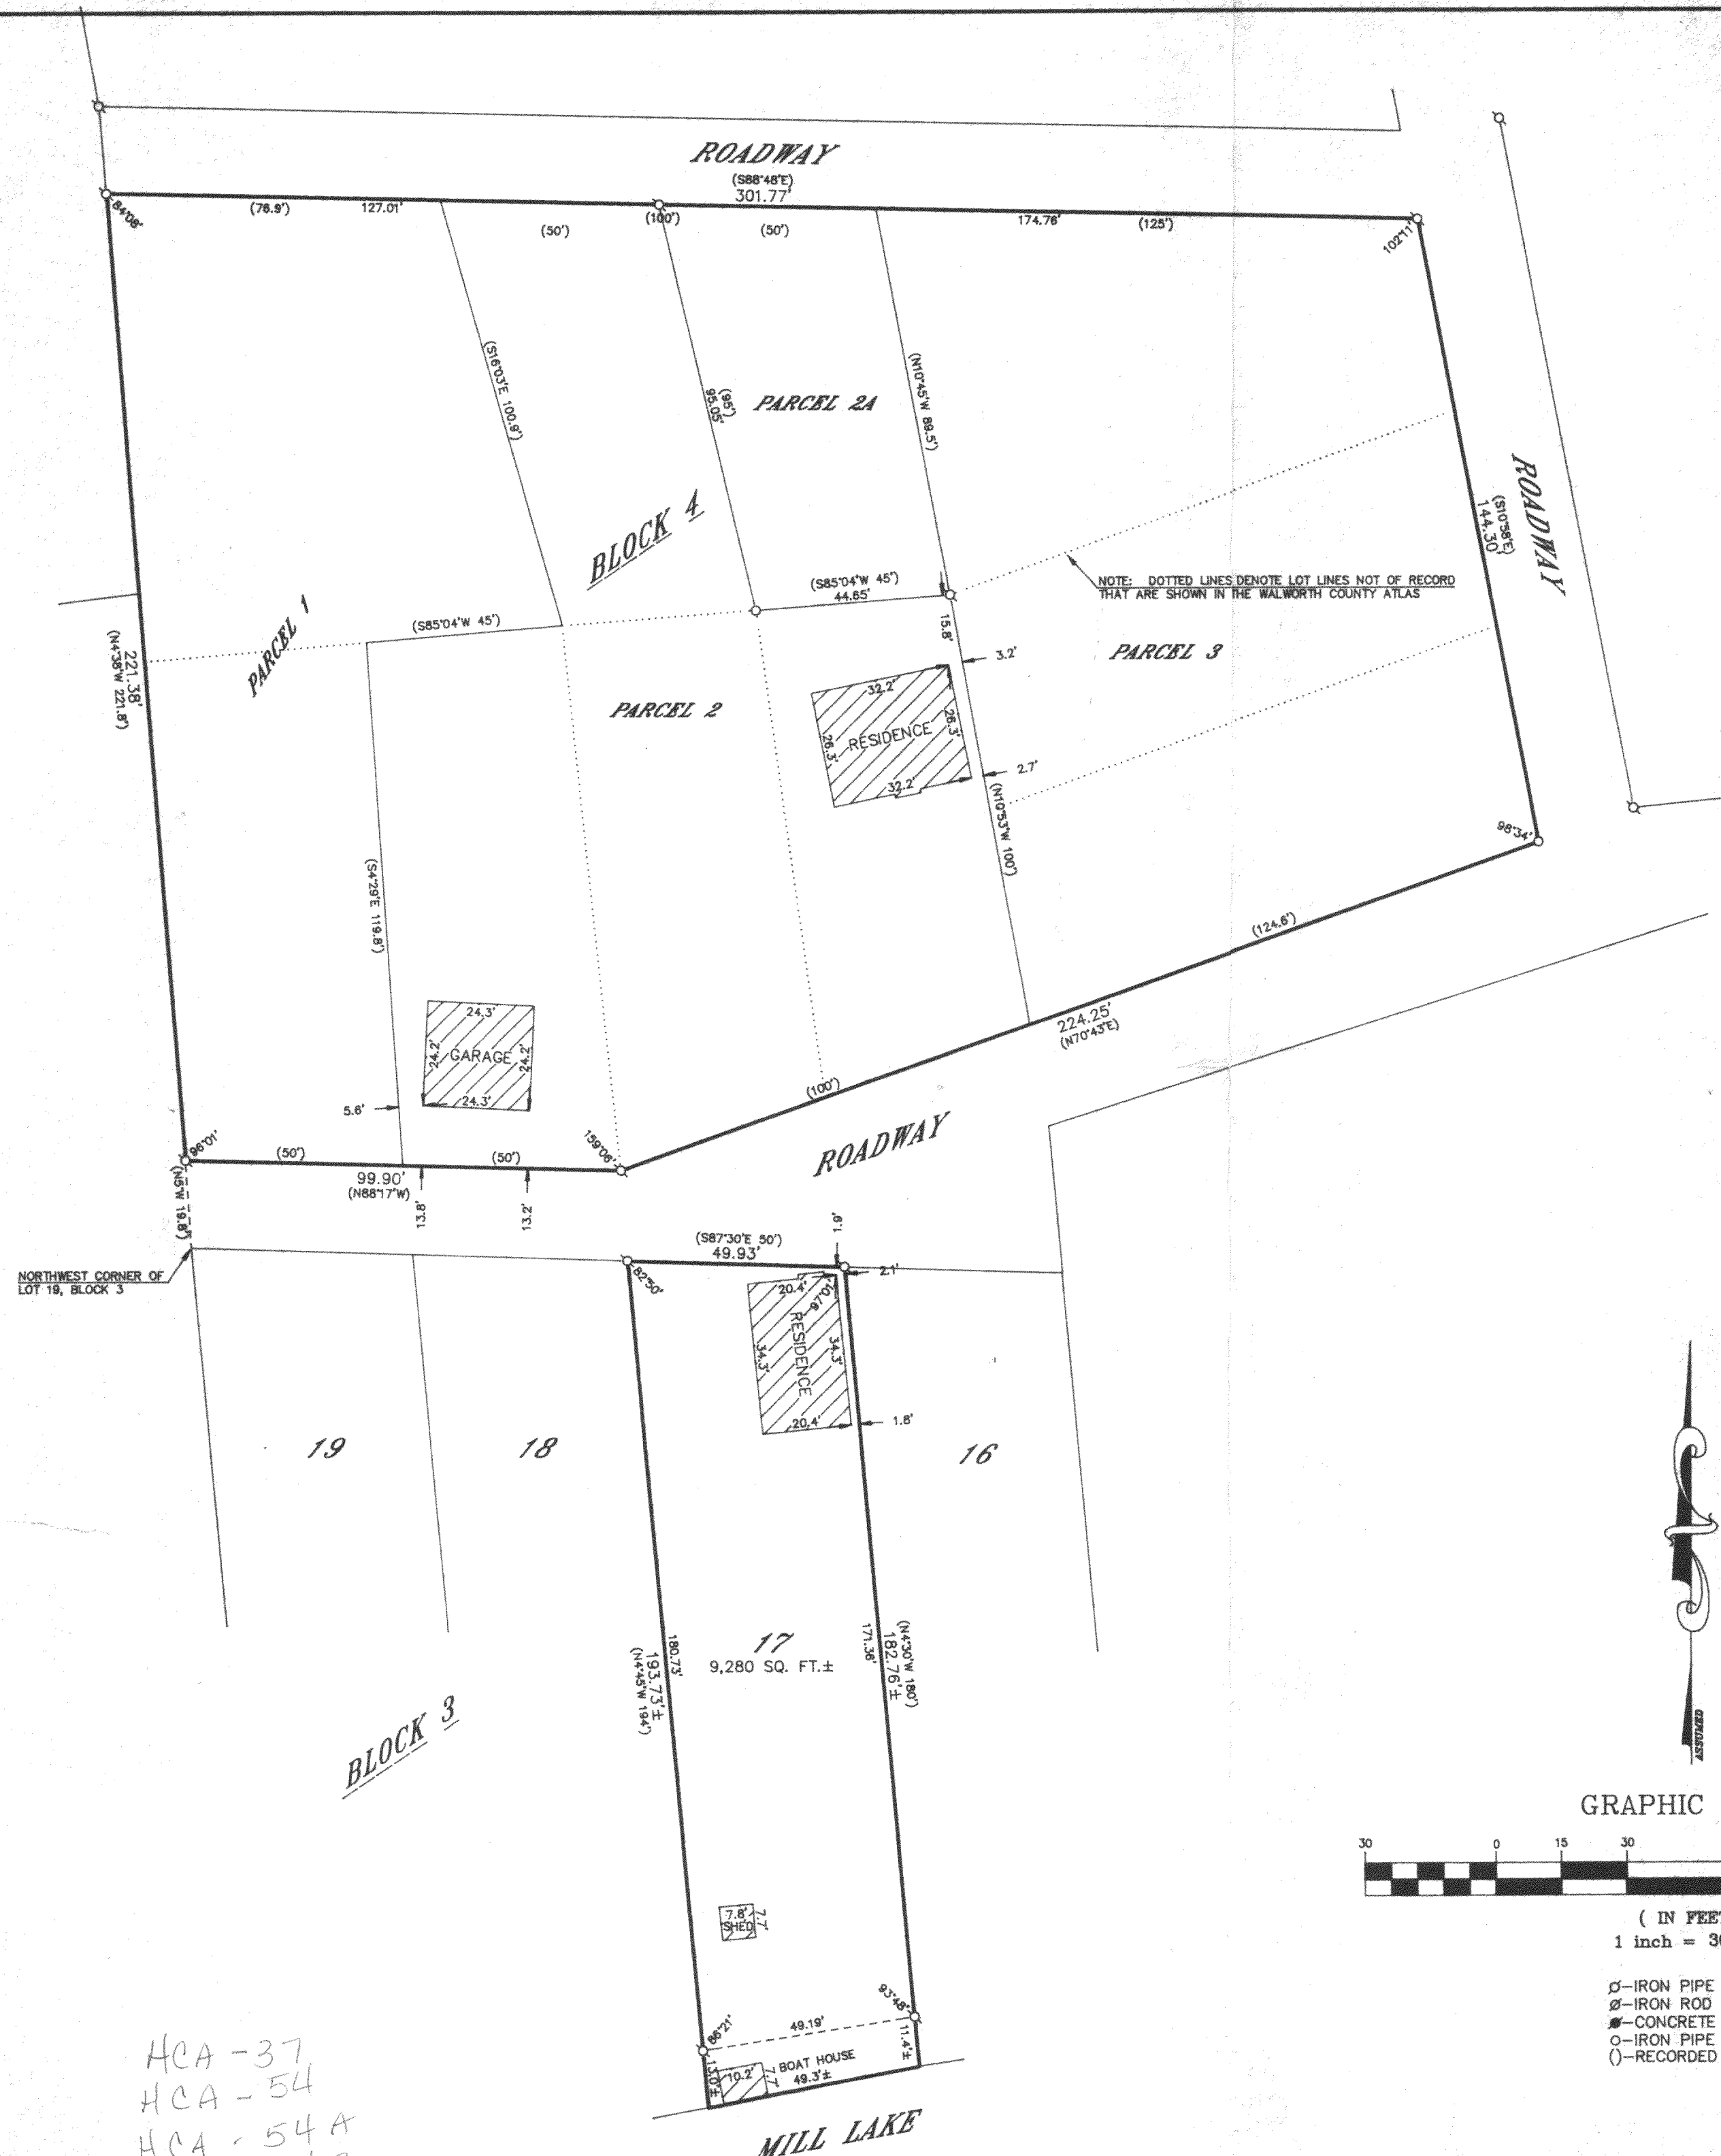 ROADWAY
(S88°48'E)
301.77'
84°08'
(76.9')
127.01'
(50')
(100')
(50')
174.76'
(125')
102°11'
(S16°03'E 100.9')
(95')
95.05'
PARCEL 2A
(N10°45'W 89.5')
BLOCK 4
ROADWAY
(S10°58'E)
144.30'
NOTE: DOTTED LINES DENOTE LOT LINES NOT OF RECORD
THAT ARE SHOWN IN THE WALWORTH COUNTY ATLAS
(S85°04'W 45')
44.65'
(S85°04'W 45')
PARCEL 1
221.38'
(N4°38'W 221.8')
15.8'
3.2'
PARCEL 3
PARCEL 2
32.2'
26.3'
RESIDENCE
26.3'
32.2'
2.7'
(N10°53'W 100')
98°34'
(S4°29'E 119.8')
(124.6')
24.3'
24.2'
GARAGE
24.2'
24.3'
5.6'
224.25'
(N70°43'E)
(100')
ROADWAY
96°01'
(50')
(50')
159°06'
99.90'
(N88°17'W)
(N5°W 19.8')
13.8'
13.2'
NORTHWEST CORNER OF
LOT 19, BLOCK 3
(S87°30'E 50')
49.93'
1.9'
2.1'
82°50'
20.4'
97°01'
RESIDENCE
34.3'
34.3'
20.4'
1.8'
19
18
16
17
9,280 SQ. FT.±
180.73'
193.73'±
(N4°45'W 194')
171.36'
182.76'±
(N4°30'W 180')
BLOCK 3
ASSUMED
GRAPHIC
30 0 15 30
( IN FEE
1 inch = 3
7.8'
7.7'
SHED
93°48'
86°21'
49.19'
11.4'±
13.0'±
BOAT HOUSE
10.2'
7.7'
49.3'±
MILL LAKE
∅-IRON PIPE
∅-IRON ROD
-CONCRETE
○-IRON PIPE
()-RECORDED
HCA-37
HCA-54
HCA-54A